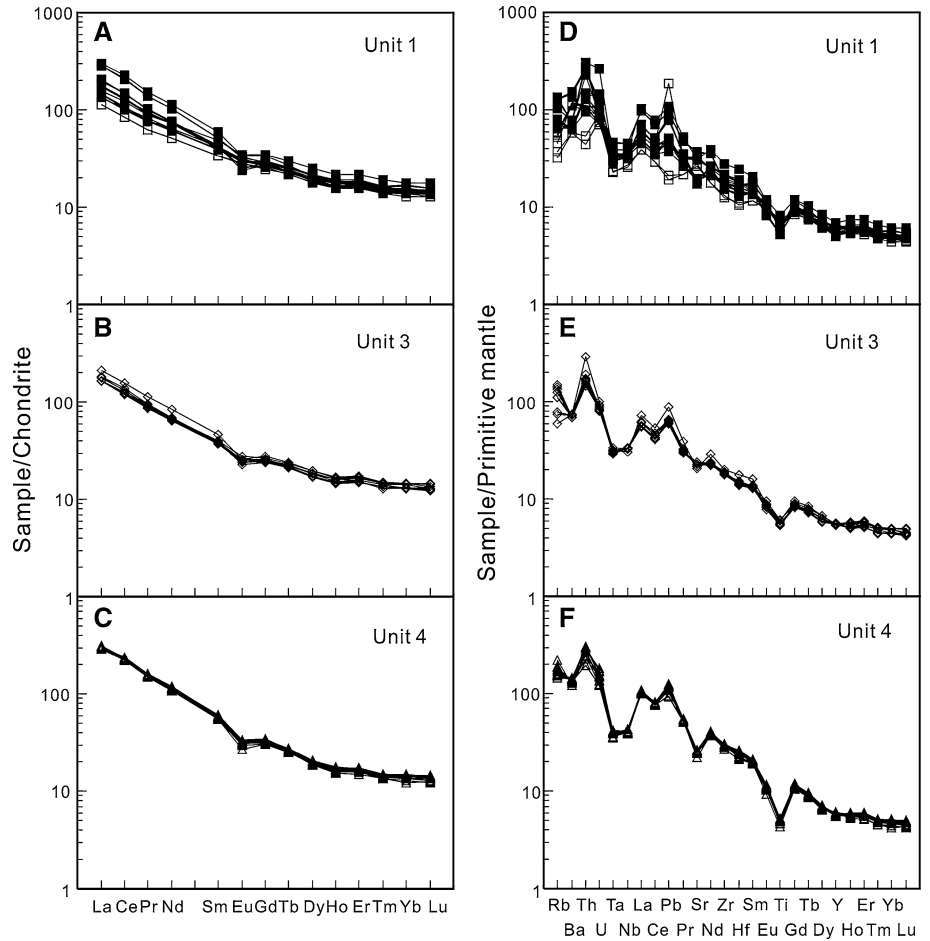 A
Unit 1
1000
100
10
1
B
Unit 3
100
10
1
C
Unit 4
100
10
1
Sample/Chondrite
La Ce Pr Nd Sm Eu Gd Tb Dy Ho Er Tm Yb Lu
D
Unit 1
1000
100
10
1
E
Unit 3
100
10
1
F
Unit 4
100
10
1
Sample/Primitive mantle
Rb Th Ta La Pb Sr Zr Sm Ti Tb Y Er Yb
Ba U Nb Ce Pr Nd Hf Eu Gd Dy Ho Tm Lu